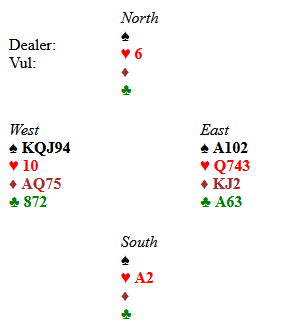 North
Dealer:
Vul:
♠
♥ 6
♦
♣
West
♠ KQJ94
♥ 10
♦ AQ75
♣ 872
East
♠ A102
♥ Q743
♦ KJ2
♣ A63
South
♠
♥ A2
♦
♣